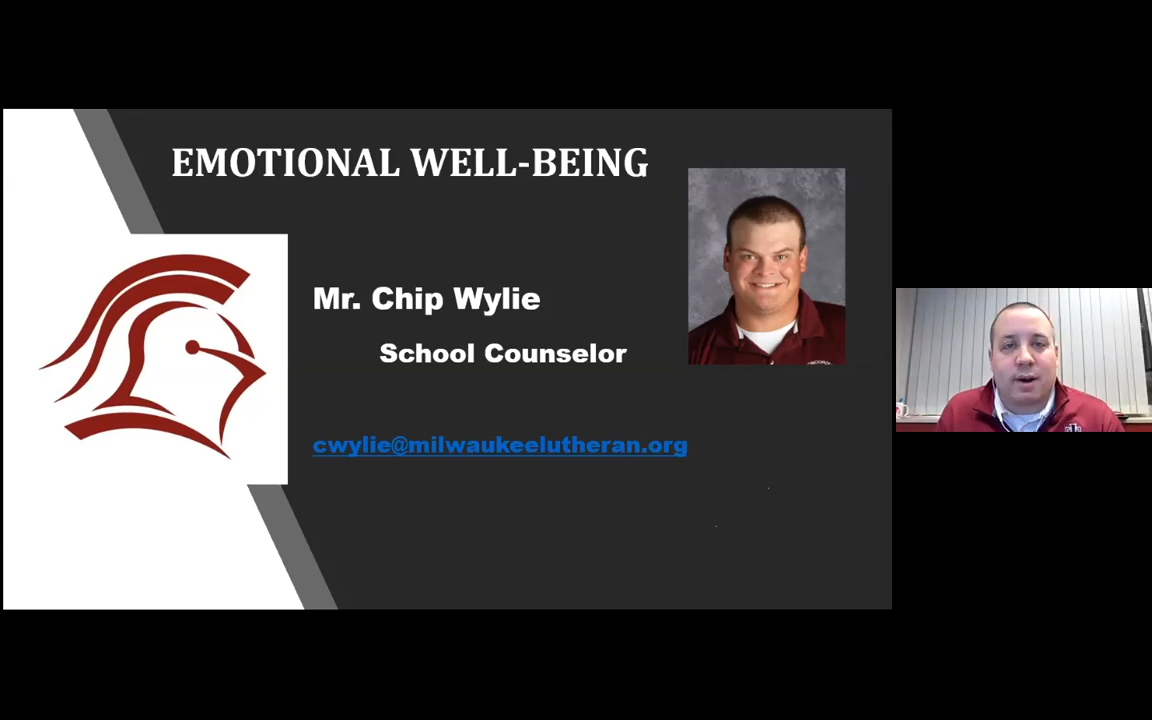 EMOTIONAL WELL-BEING
Mr. Chip Wylie
School Counselor
cwylie@milwaukeelutheran.org